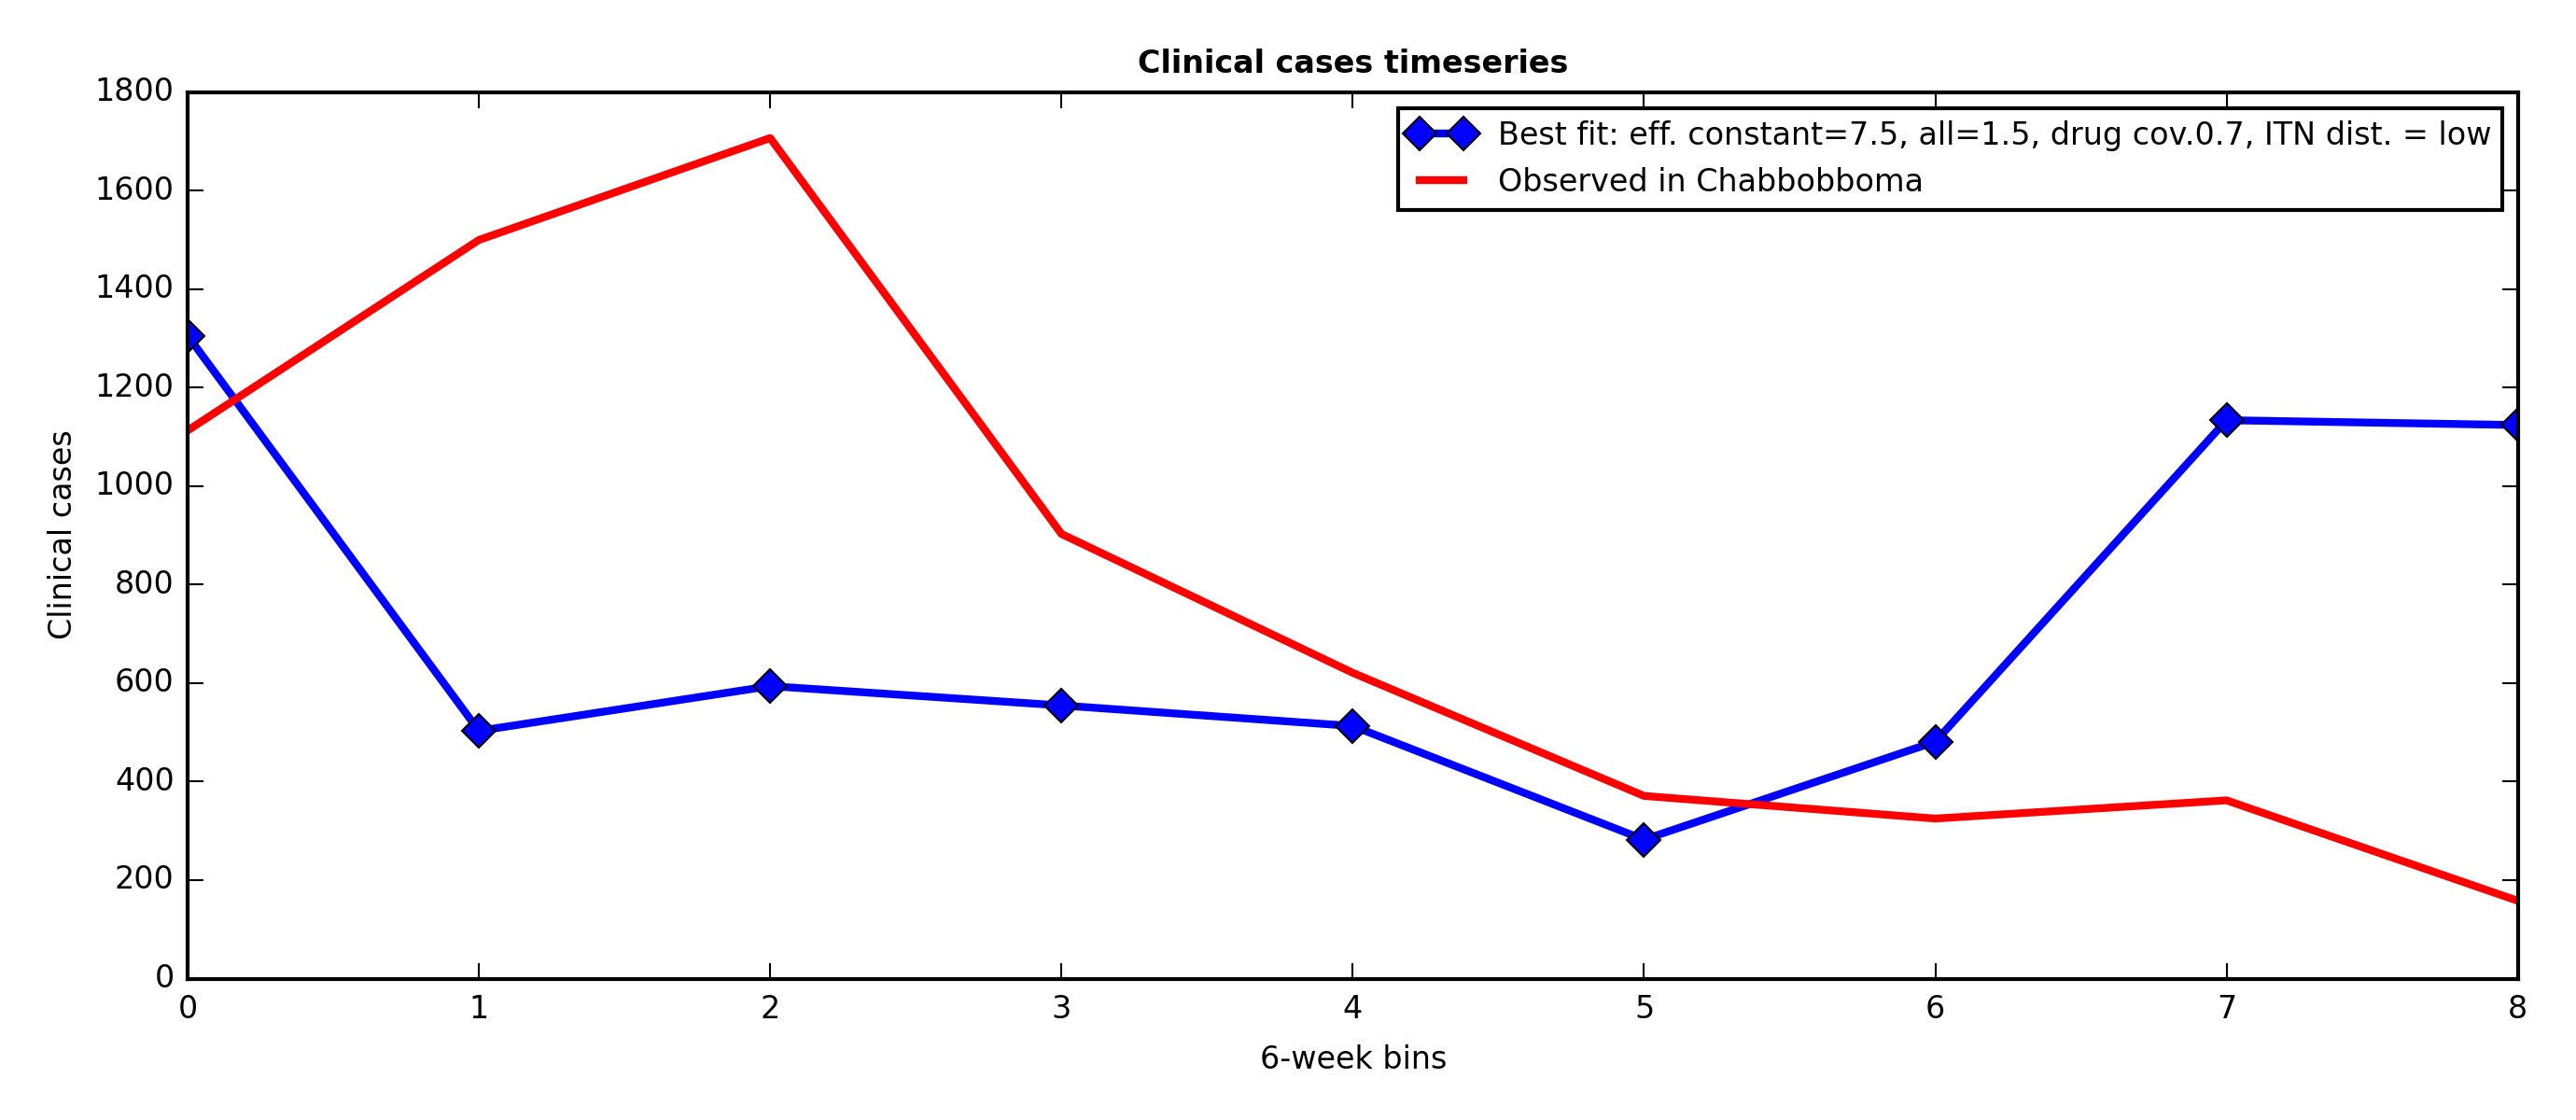 Clinical cases timeseries
1800
1600
1400
1200
1000
800
600
400
200
0
Clinical cases
Best fit: eff. constant=7.5, all=1.5, drug cov.0.7, ITN dist. = low
Observed in Chabbobboma
0 1 2 3 4 5 6 7 8
6-week bins